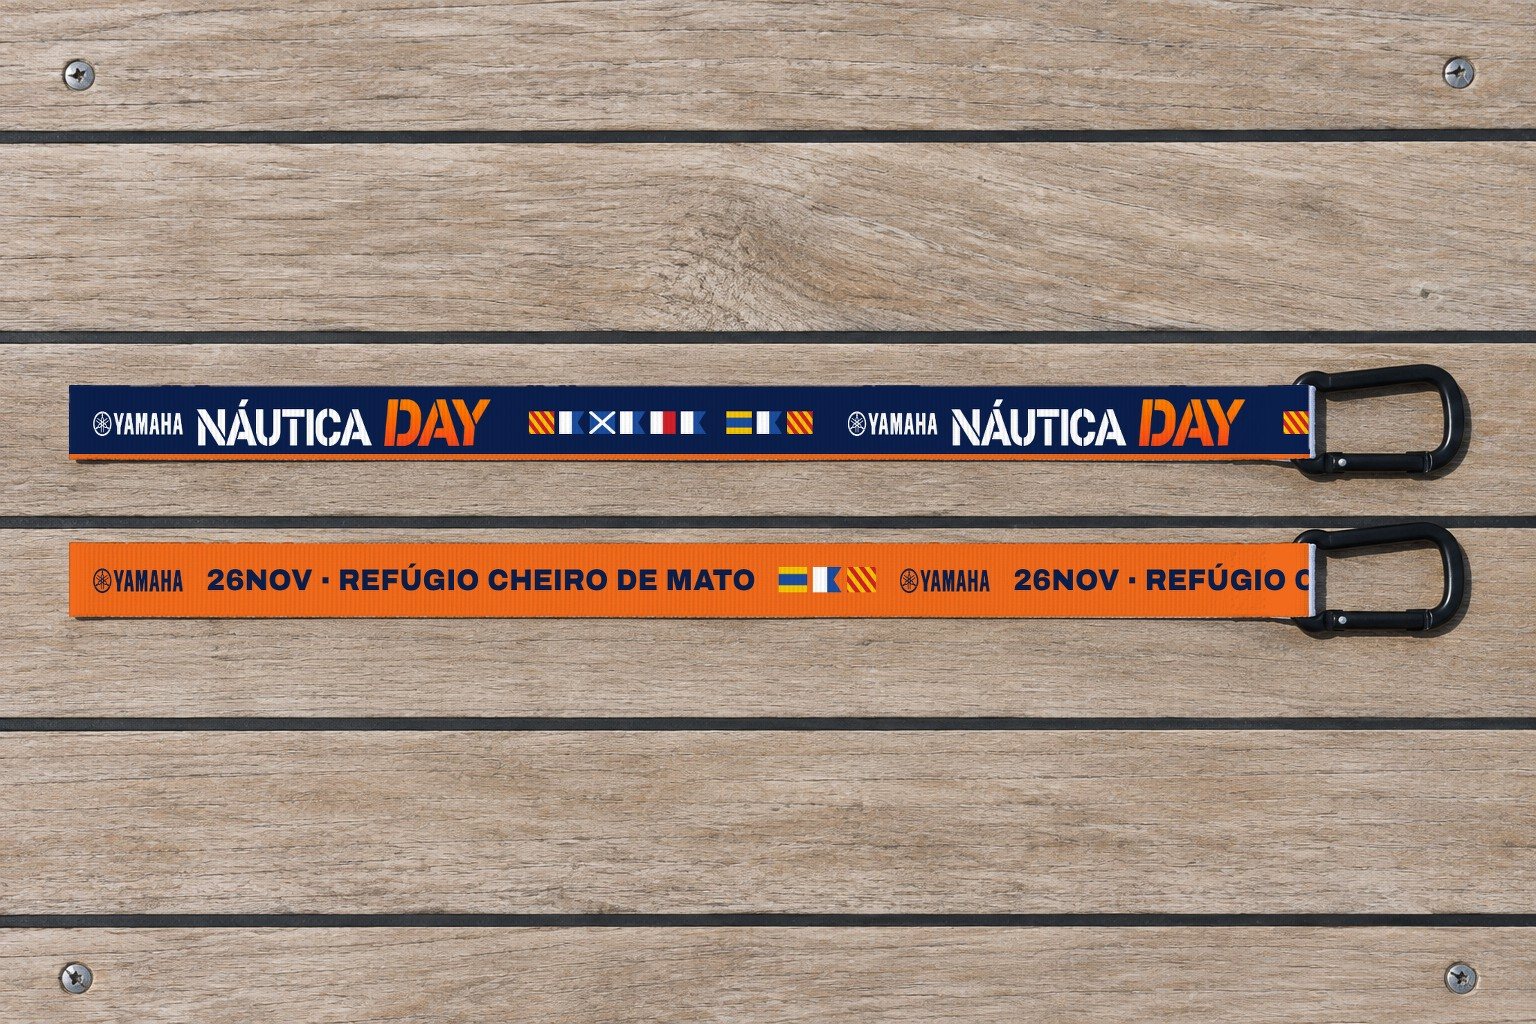 YAMAHA NÁUTICA DAY YAMAHA NÁUTICA DAY
YAMAHA 26NOV · REFÚGIO CHEIRO DE MATO YAMAHA 26NOV · REFÚGIO C